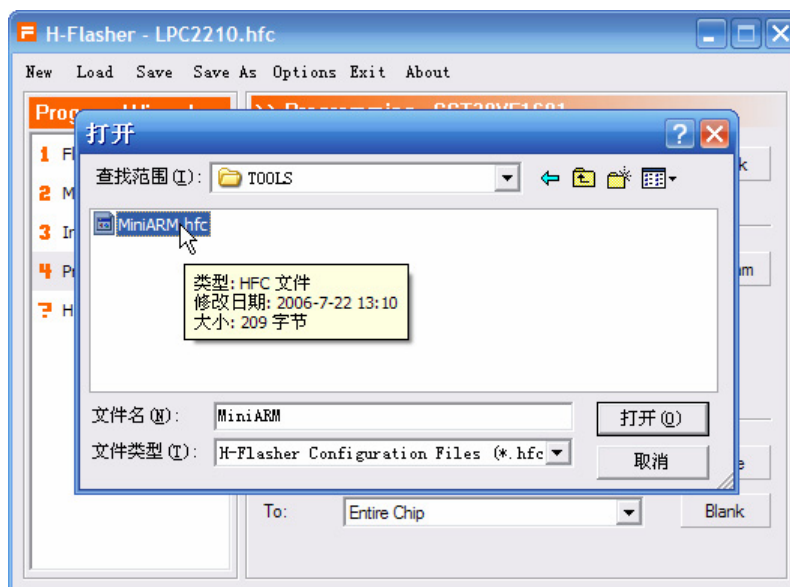 H-Flasher - LPC2210.hfc
New Load Save Save As Options Exit About
打开
查找范围(I): TOOLS
1
2
3
4
?
MiniARM.hfc
类型: HFC 文件
修改日期: 2006-7-22 13:10
大小: 209 字节
文件名(N): MiniARM 打开(O)
文件类型(T): H-Flasher Configuration Files (*.hfc 取消
To: Entire Chip Blank